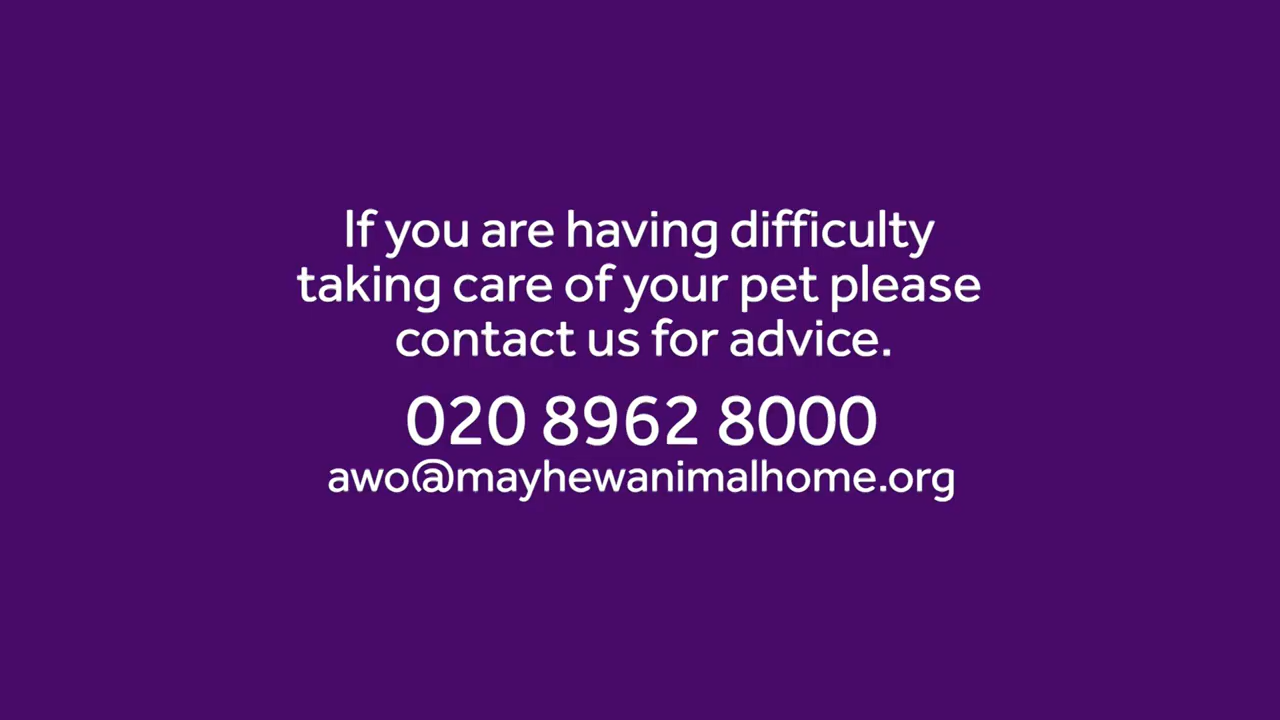 If you are having difficulty
taking care of your pet please
contact us for advice.
020 8962 8000
awo@mayhewanimalhome.org